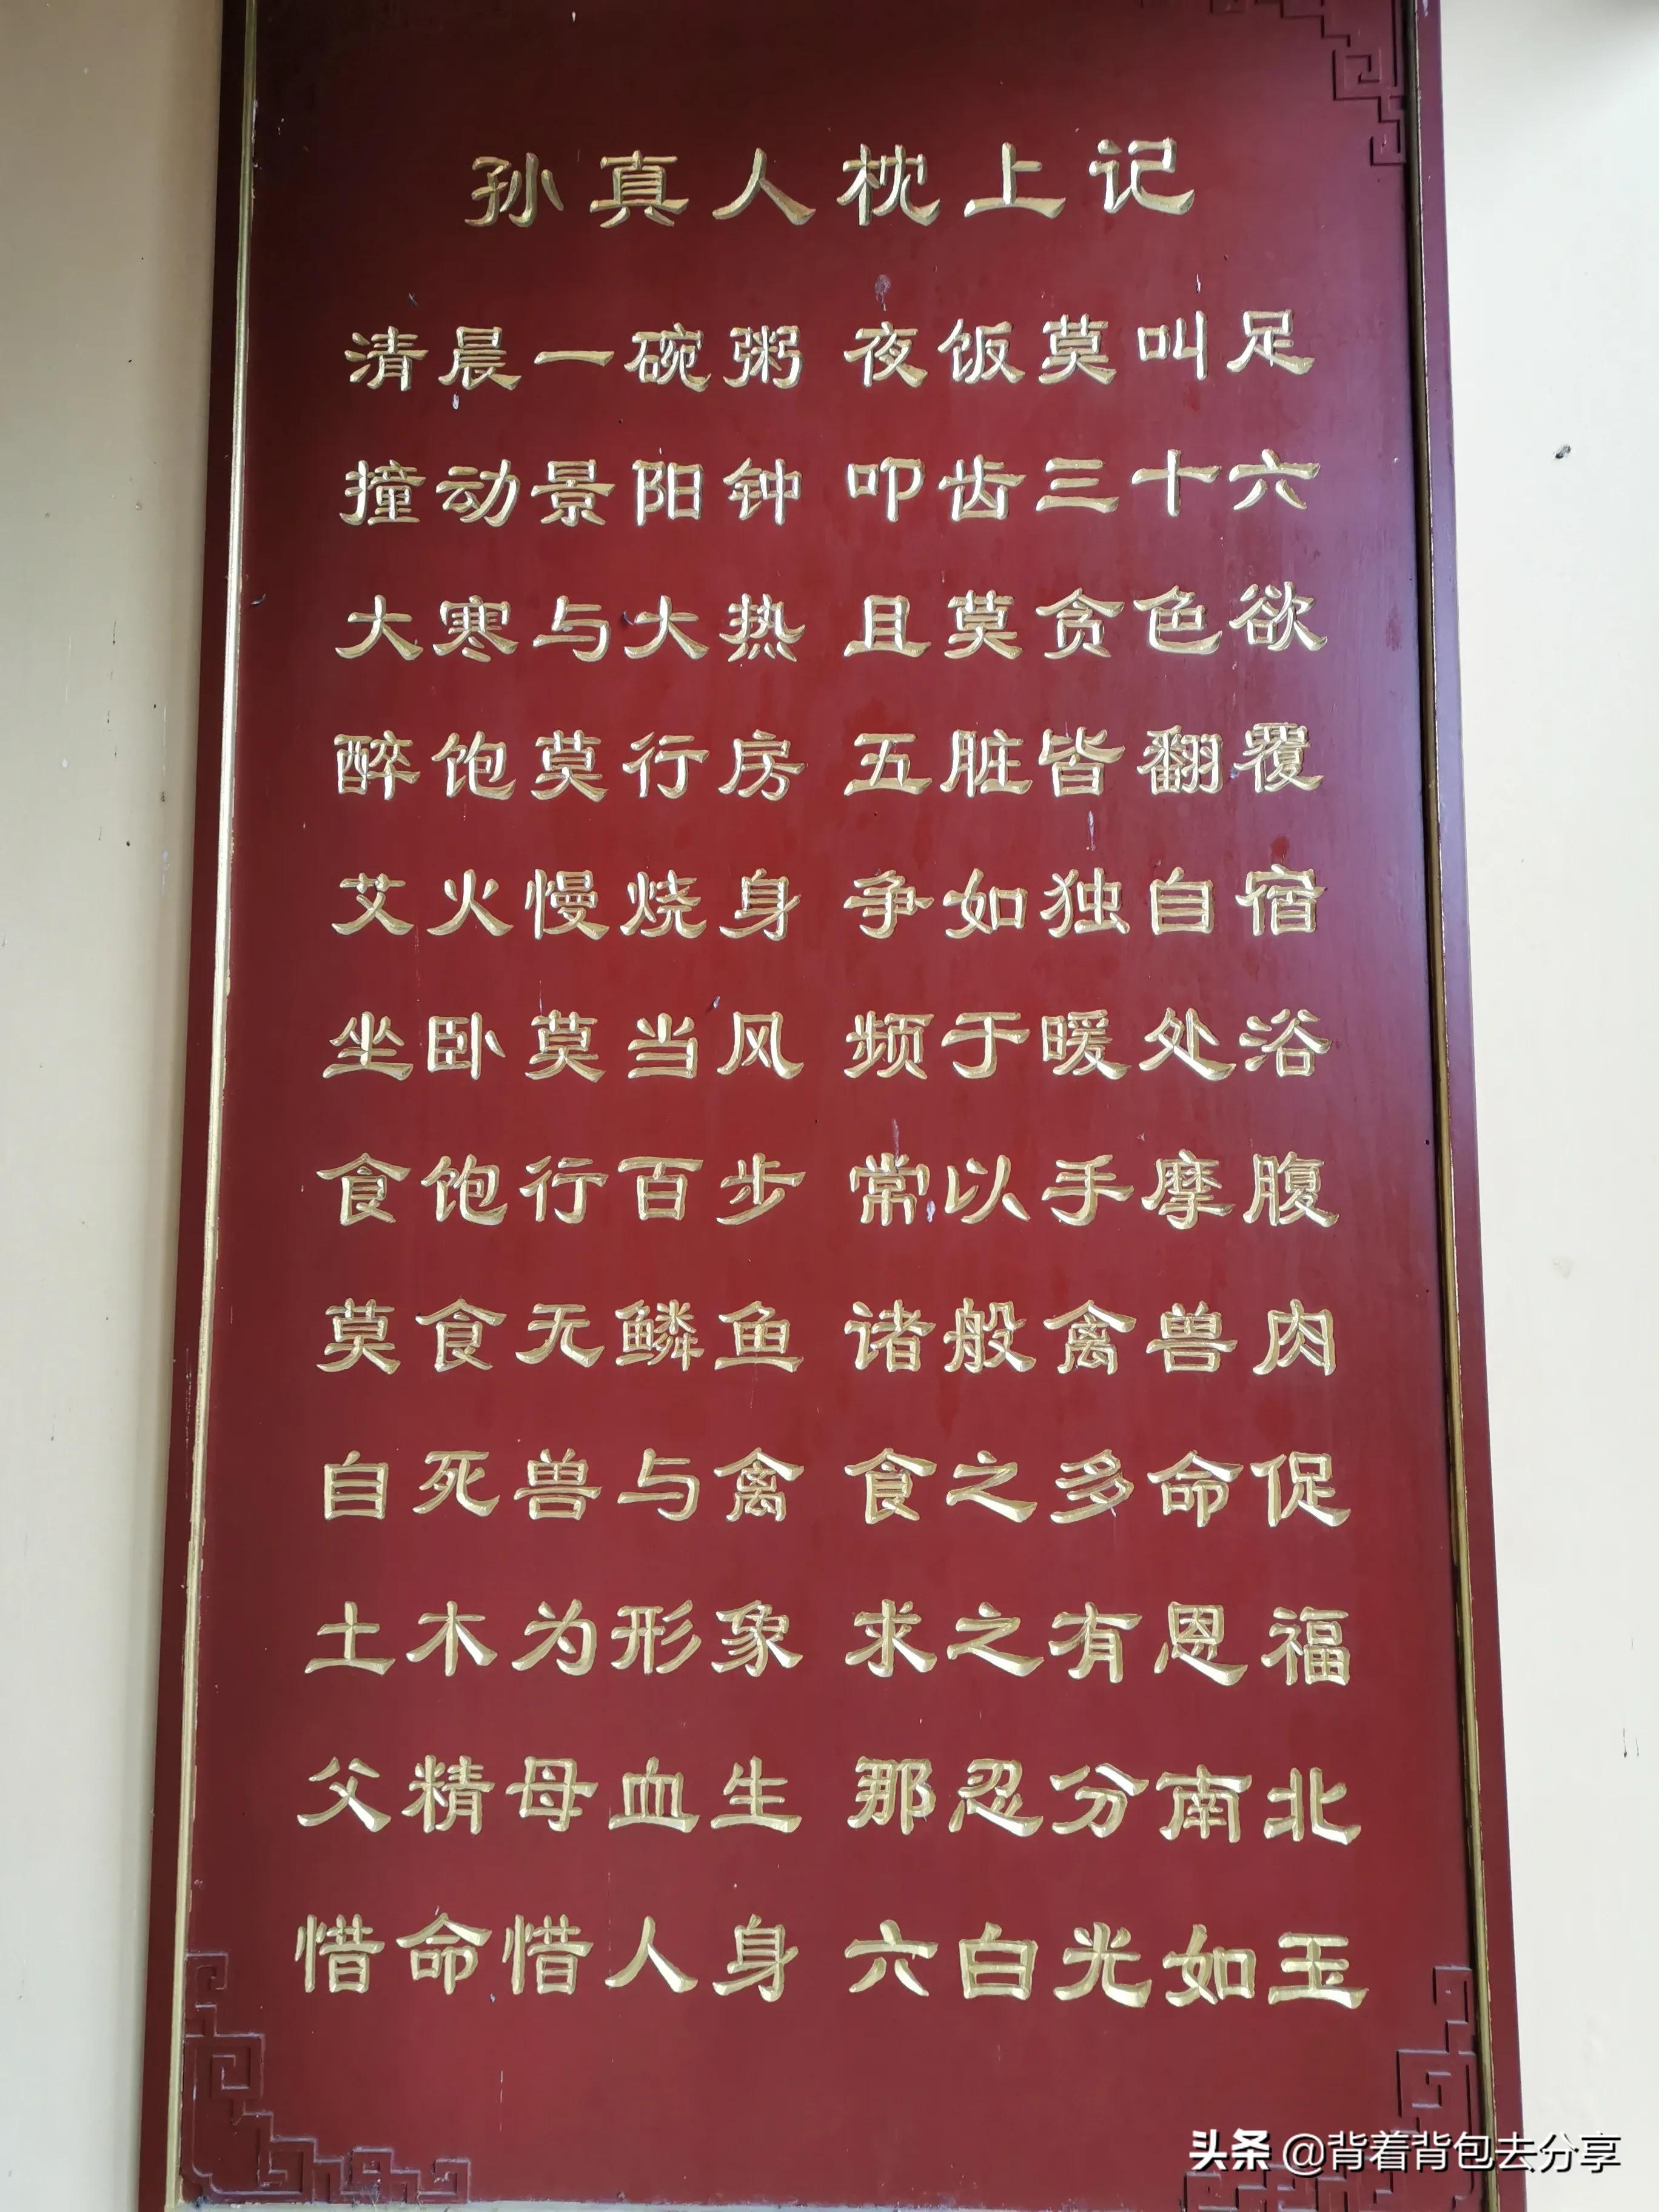 孙真人枕上记
清晨一碗粥 夜饭莫叫足
撞动景阳钟 叩齿三十六
大寒与大热 且莫贪色欲
醉饱莫行房 五脏皆翻覆
艾火慢烧身 争如独自宿
坐卧莫当风 频于暖处浴
食饱行百步 常以手摩腹
莫食无鳞鱼 诸般禽兽肉
自死兽与禽 食之多命促
土木为形象 求之有恩福
父精母血生 那忍分南北
惜命惜人身 六白光如玉
头条 @背着背包去分享